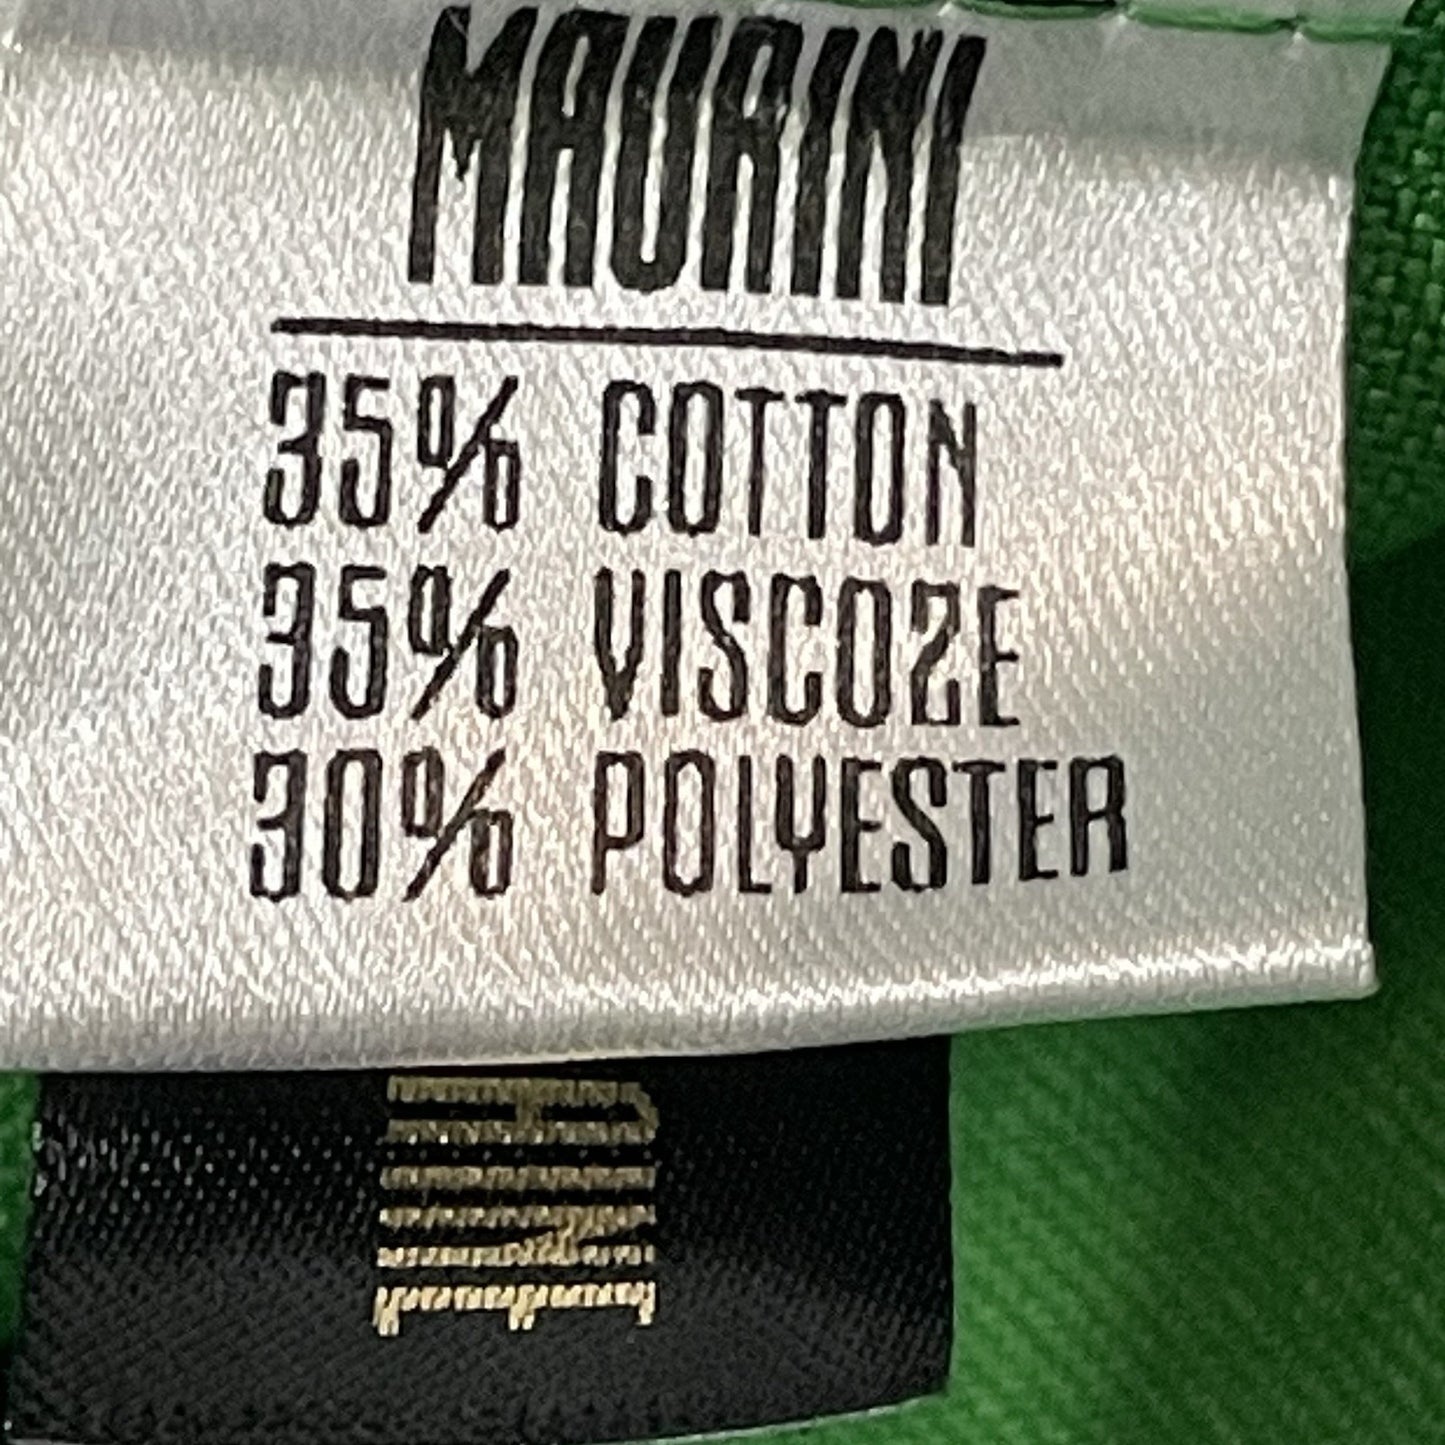 MAURINI
35% COTTON
35% VISCOZE
30% POLYESTER